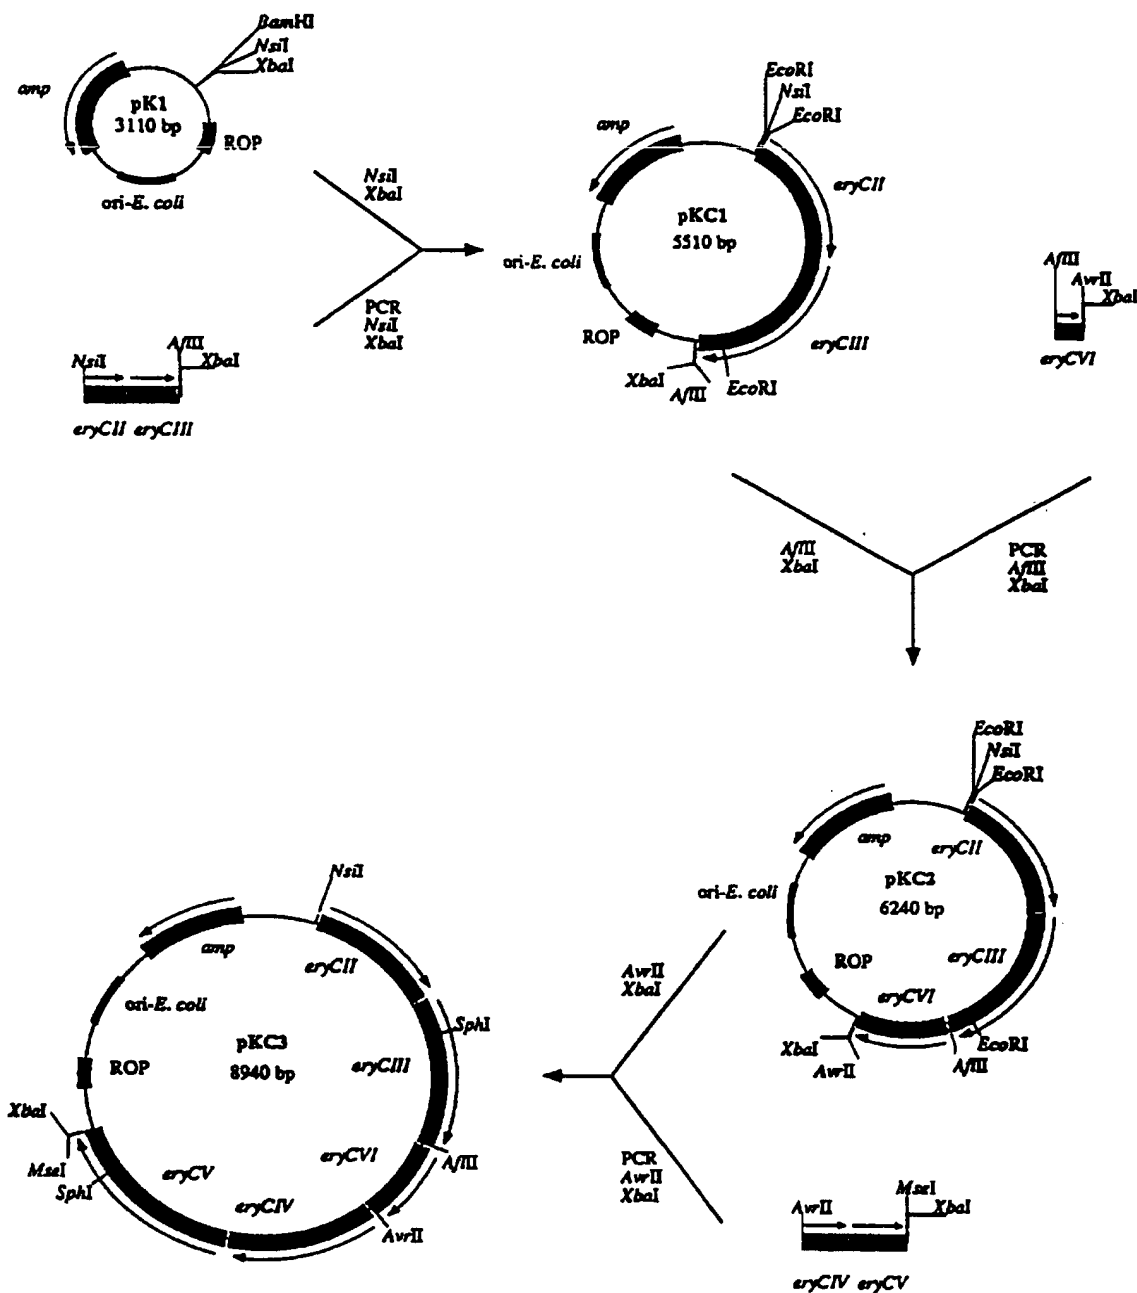 BamHI
NsiI
XbaI
amp
pK1
3110 bp
ROP
ori-E. coli
NsiI
XbaI
PCR
NsiI
XbaI
NsiI
AflII
XbaI
eryCII eryCIII
EcoRI
NsiI
EcoRI
amp
eryCII
pKC1
5510 bp
ori-E. coli
ROP
eryCIII
XbaI
AflII
EcoRI
AflII
AvrII
XbaI
eryCVI
AflII
XbaI
PCR
AflII
XbaI
EcoRI
NsiI
EcoRI
amp
eryCII
pKC2
6240 bp
ori-E. coli
ROP
eryCIII
eryCVI
XbaI
AvrII
AflII
EcoRI
AvrII
XbaI
PCR
AvrII
XbaI
AvrII
MseI
XbaI
eryCIV eryCV
NsiI
amp
eryCII
ori-E. coli
SphI
pKC3
8940 bp
eryCIII
ROP
XbaI
MseI
SphI
eryCV
eryCIV
eryCVI
AflII
AvrII